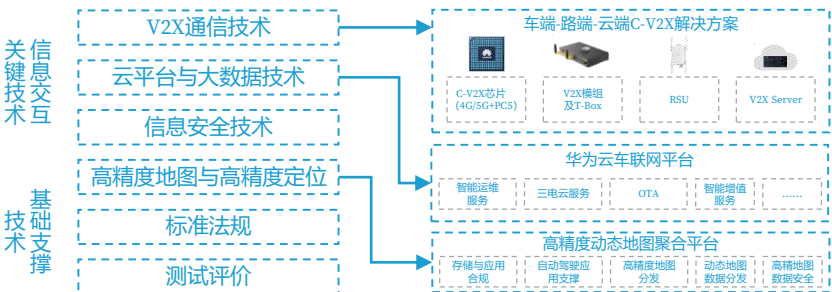 信息交互
关键技术
V2X通信技术
云平台与大数据技术
信息安全技术
基础支撑
技术
高精度地图与高精度定位
标准法规
测试评价
车端-路端-云端C-V2X解决方案
C-V2X芯片
(4G/5G+PC5)
V2X模组
及T-Box
RSU
V2X Server
华为云车联网平台
智能运维
服务
三电云服务
OTA
智能增值
服务
……
高精度动态地图聚合平台
存储与应用
合规
自动驾驶应
用支撑
高精度地图
分发
动态地图
数据分发
高精地图
数据安全